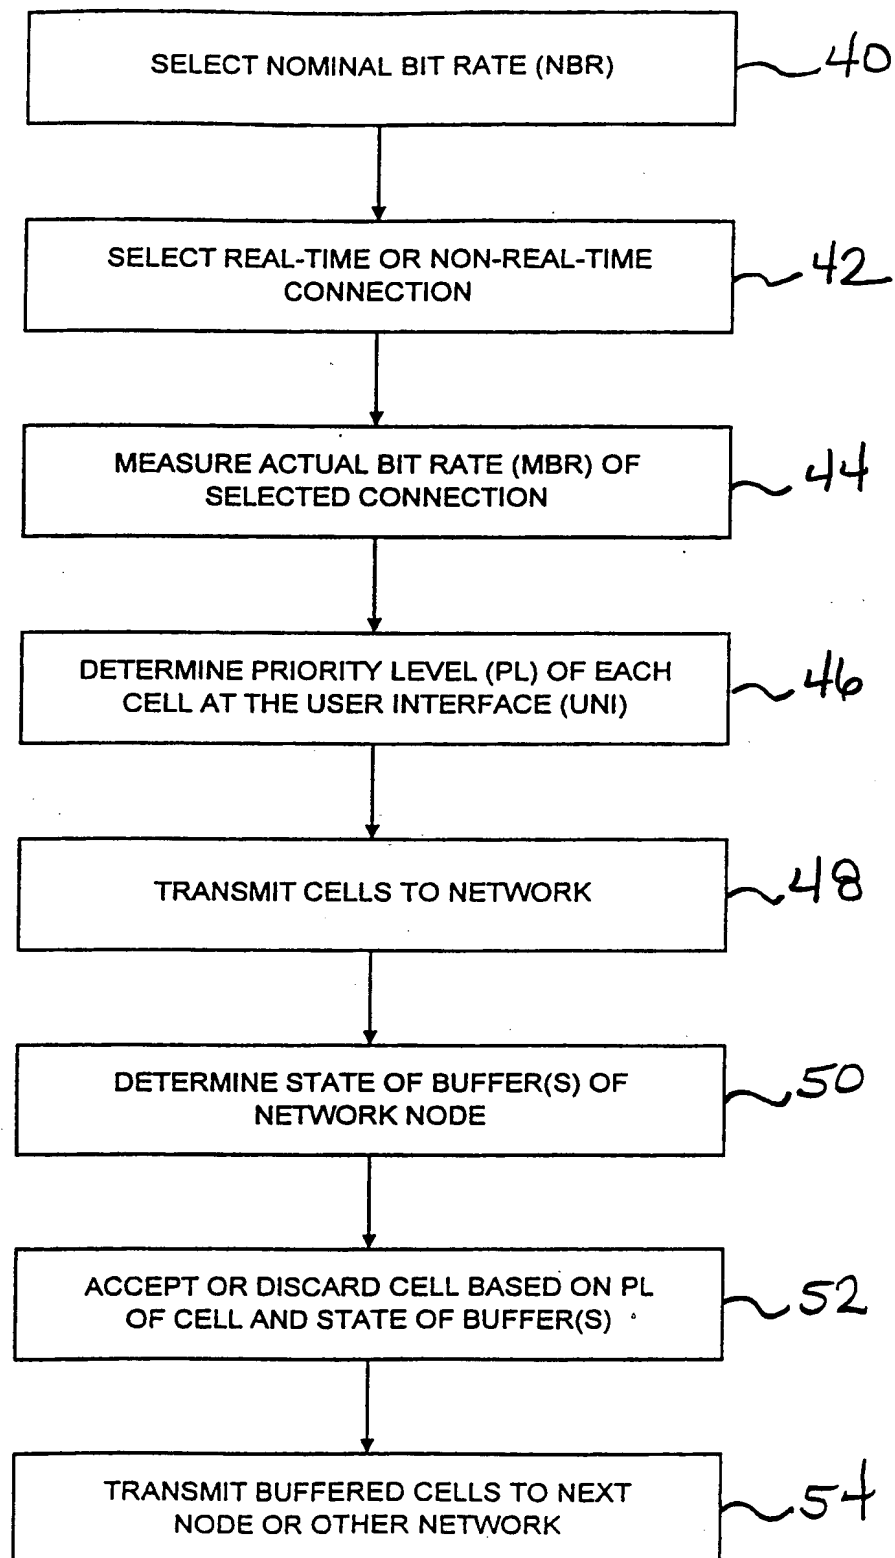 SELECT NOMINAL BIT RATE (NBR)
40
SELECT REAL-TIME OR NON-REAL-TIME
CONNECTION
42
MEASURE ACTUAL BIT RATE (MBR) OF
SELECTED CONNECTION
44
DETERMINE PRIORITY LEVEL (PL) OF EACH
CELL AT THE USER INTERFACE (UNI)
46
TRANSMIT CELLS TO NETWORK
48
DETERMINE STATE OF BUFFER(S) OF
NETWORK NODE
50
ACCEPT OR DISCARD CELL BASED ON PL
OF CELL AND STATE OF BUFFER(S)
52
TRANSMIT BUFFERED CELLS TO NEXT
NODE OR OTHER NETWORK
54